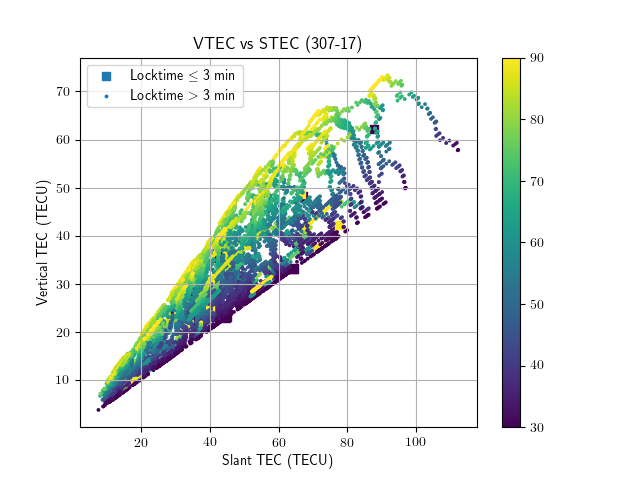 VTEC vs STEC (307-17)
Locktime ≤ 3 min
Locktime > 3 min
70
60
50
40
30
20
10
Vertical TEC (TECU)
20 40 60 80 100
Slant TEC (TECU)
90
80
70
60
50
40
30